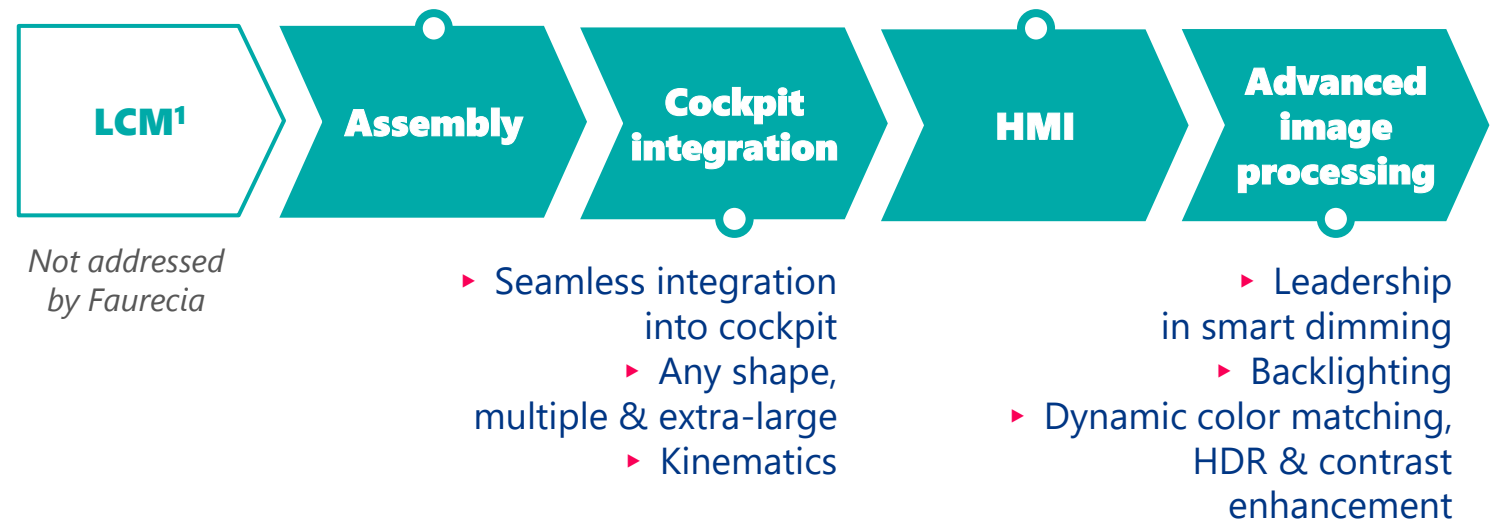 LCM¹
Assembly
Cockpit
integration
HMI
Advanced
image
processing
Not addressed
by Faurecia
▸ Seamless integration
into cockpit
▸ Any shape,
multiple & extra-large
▸ Kinematics
▸ Leadership
in smart dimming
▸ Backlighting
▸ Dynamic color matching,
HDR & contrast
enhancement